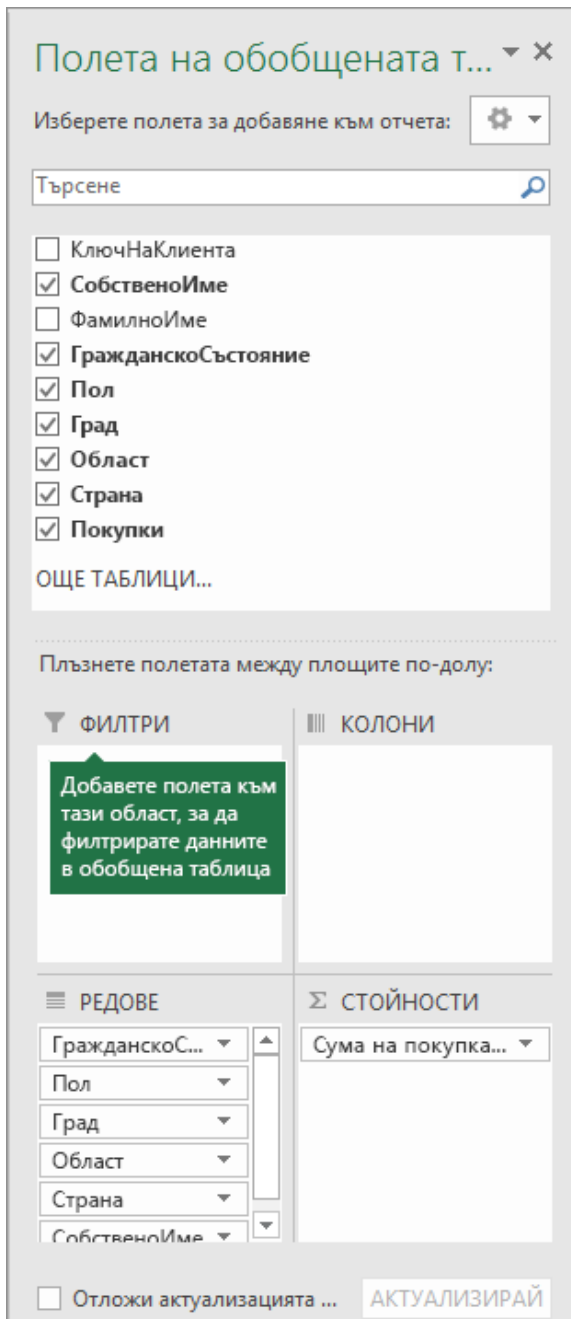 Полета на обобщената т...
Изберете полета за добавяне към отчета:
Търсене
КлючНаКлиента
СобственоИме
ФамилноИме
ГражданскоСъстояние
Пол
Град
Област
Страна
Покупки
ОЩЕ ТАБЛИЦИ...
Плъзнете полетата между площите по-долу:
ФИЛТРИ
КОЛОНИ
Добавете полета към
тази област, за да
филтрирате данните
в обобщена таблица
РЕДОВЕ
Σ СТОЙНОСТИ
ГражданскоС...
Сума на покупка...
Пол
Град
Област
Страна
СобственоИме
Отложи актуализацията ...
АКТУАЛИЗИРАЙ